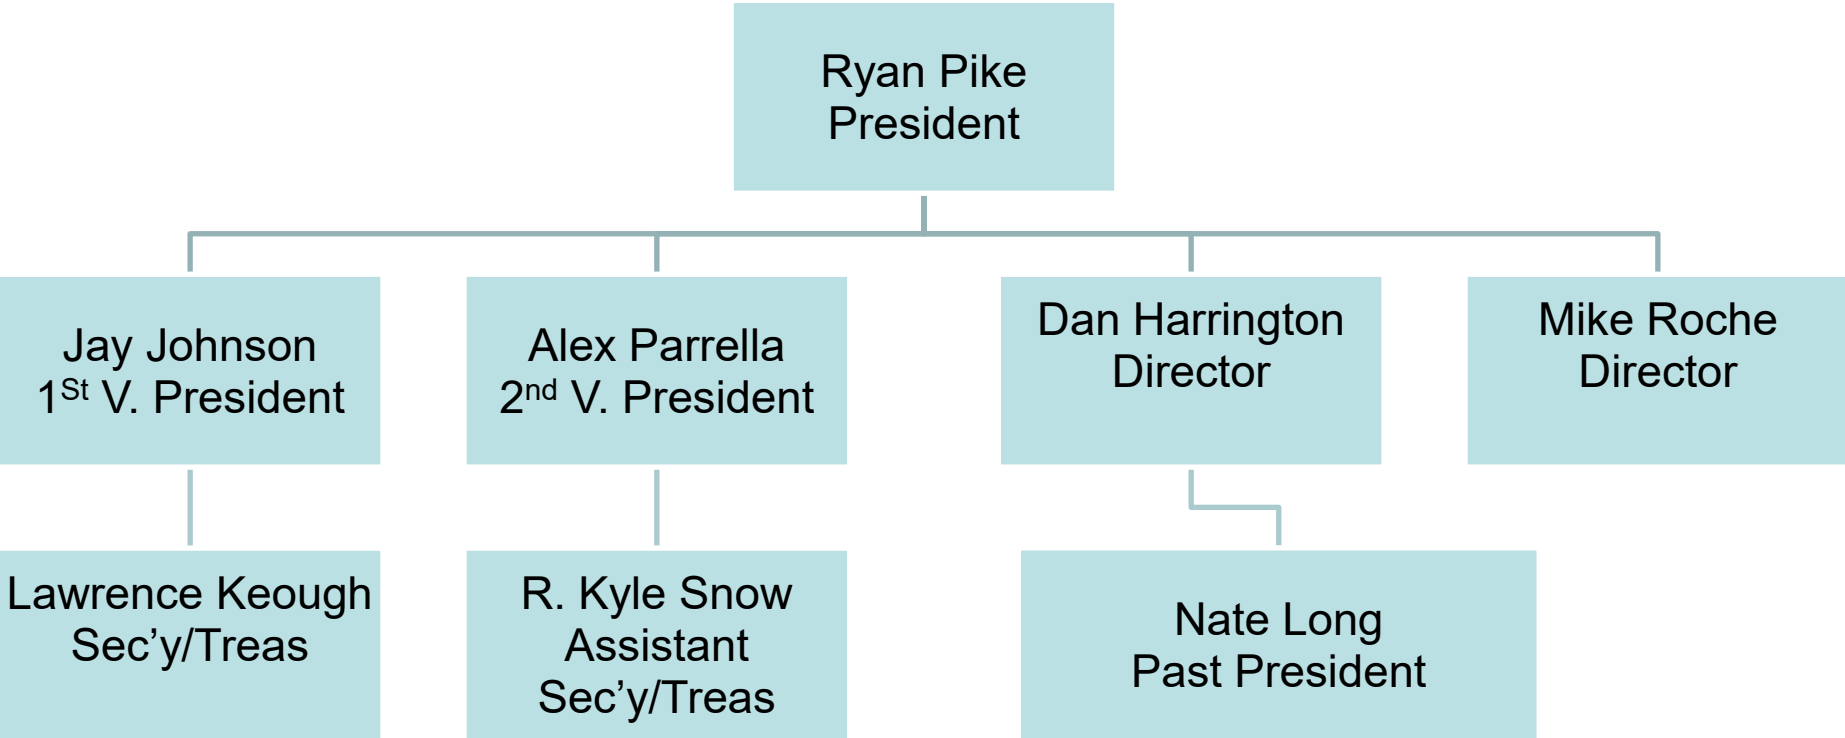 Ryan Pike
President
Jay Johnson
1St V. President
Alex Parrella
2nd V. President
Dan Harrington
Director
Mike Roche
Director
Lawrence Keough
Sec’y/Treas
R. Kyle Snow
Assistant
Sec’y/Treas
Nate Long
Past President